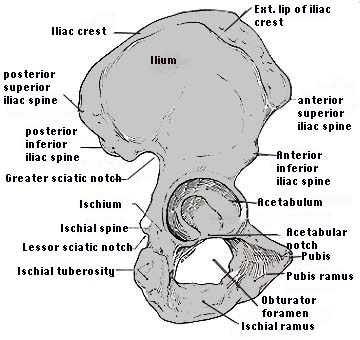 Ext. lip of iliac
crest
Iliac crest
Ilium
posterior
superior
iliac spine
anterior
superior
iliac spine
posterior
inferior
iliac spine
Anterior
inferior
iliac spine
Greater sciatic notch
Ischium
Acetabulum
Ischial spine
Acetabular
notch
Lessor sciatic notch
Pubis
Ischial tuberosity
Pubis ramus
Obturator
foramen
Ischial ramus